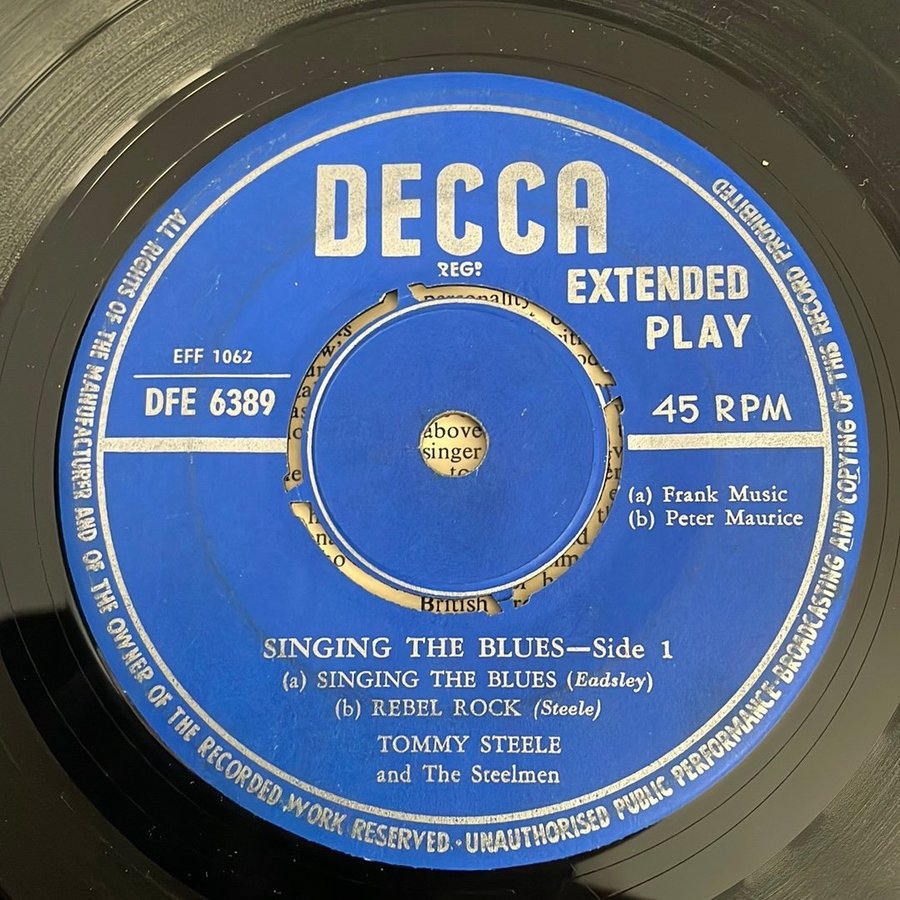 DECCA
REGD
EXTENDED
PLAY
EFF 1062
DFE 6389
45 RPM
(a) Frank Music
(b) Peter Maurice
above
singer
to
British
SINGING THE BLUES—Side 1
(a) SINGING THE BLUES (Eadsley)
(b) REBEL ROCK (Steele)
TOMMY STEELE
and The Steelmen
ALL RIGHTS OF THE MANUFACTURER AND OF THE OWNER OF THE RECORDED WORK RESERVED · UNAUTHORISED PUBLIC PERFORMANCE · BROADCASTING AND COPYING OF THIS RECORD PROHIBITED